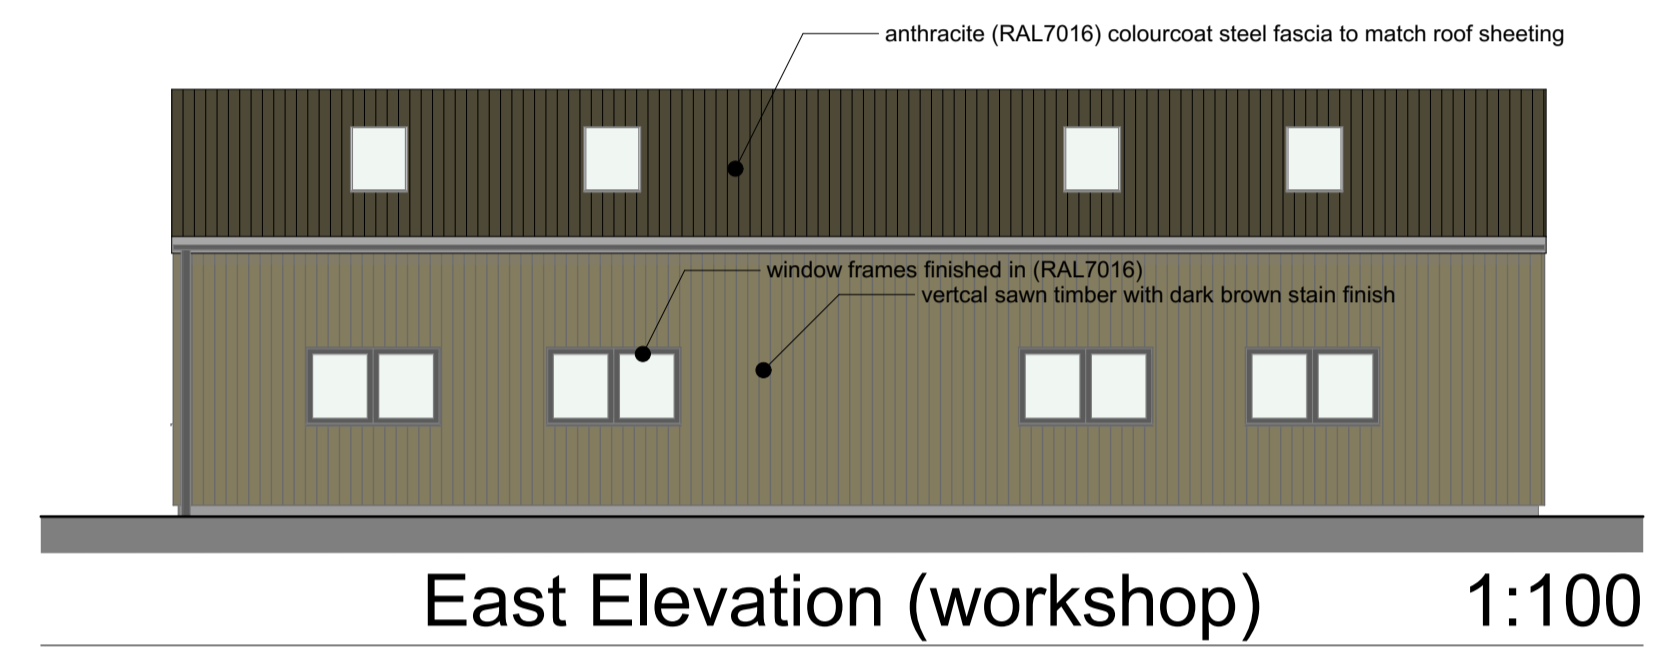 anthracite (RAL7016) colourcoat steel fascia to match roof sheeting
window frames finished in (RAL7016)
vertcal sawn timber with dark brown stain finish
East Elevation (workshop) 1:100